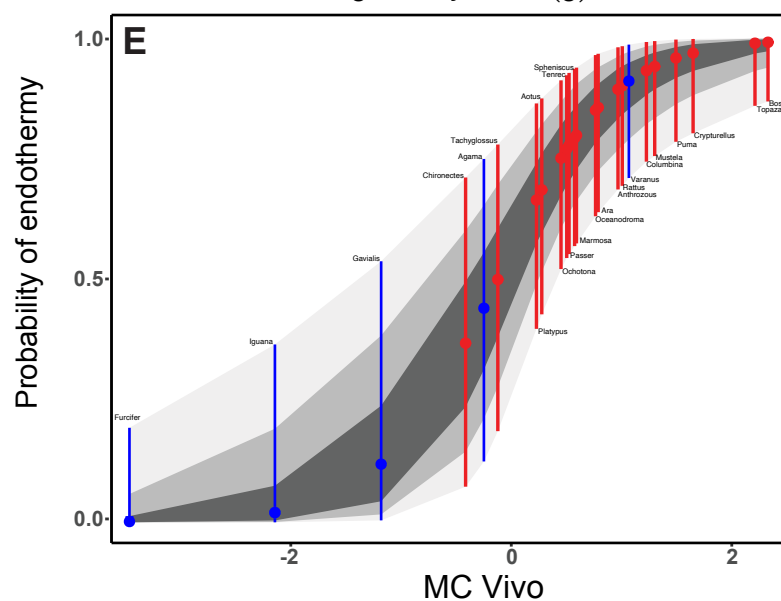 E
1.0
0.5
0.0
Probability of endothermy
Furcifer
Iguana
Gavialis
Chironectes
Agama
Tachyglossus
Aotus
Platypus
Spheniscus
Tenrec
Ochotona
Passer
Marmosa
Oceanodroma
Ara
Anthrozous
Rattus
Varanus
Columbina
Mustela
Puma
Crypturellus
Topaza
Bos
-2
0
2
MC Vivo